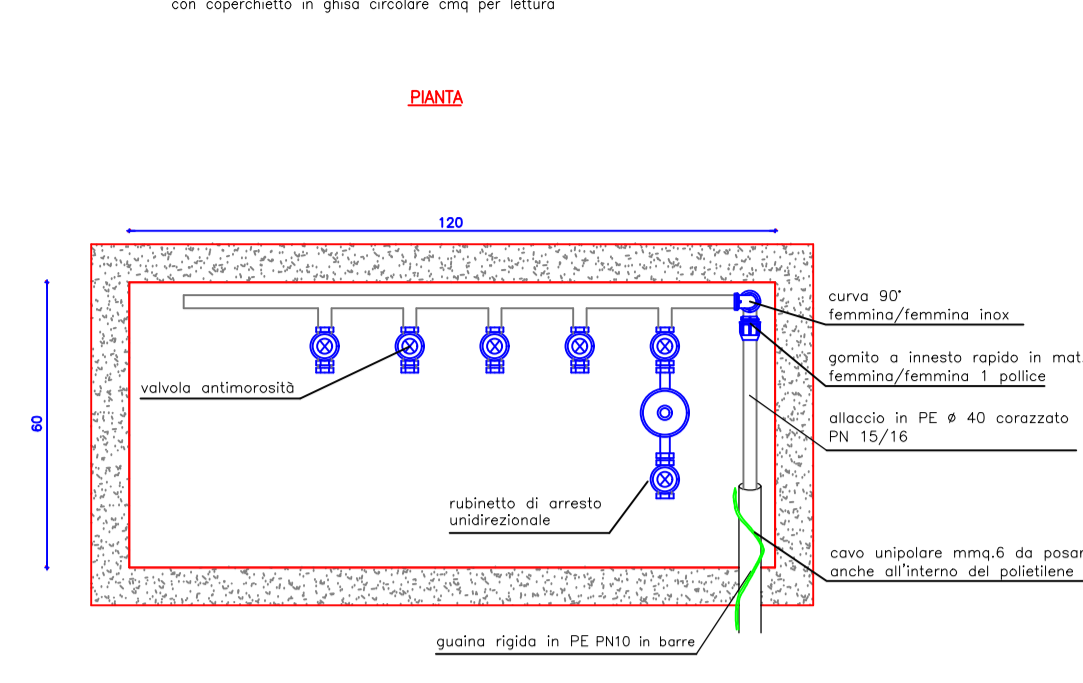 con coperchietto in ghisa circolare cmq per lettura
PIANTA
120
60
curva 90°
femmina/femmina inox
gomito a innesto rapido in mat.
femmina/femmina 1 pollice
valvola antimorosità
allaccio in PE ø 40 corazzato
PN 15/16
rubinetto di arresto
unidirezionale
cavo unipolare mmq.6 da posar
anche all'interno del polietilene
guaina rigida in PE PN10 in barre